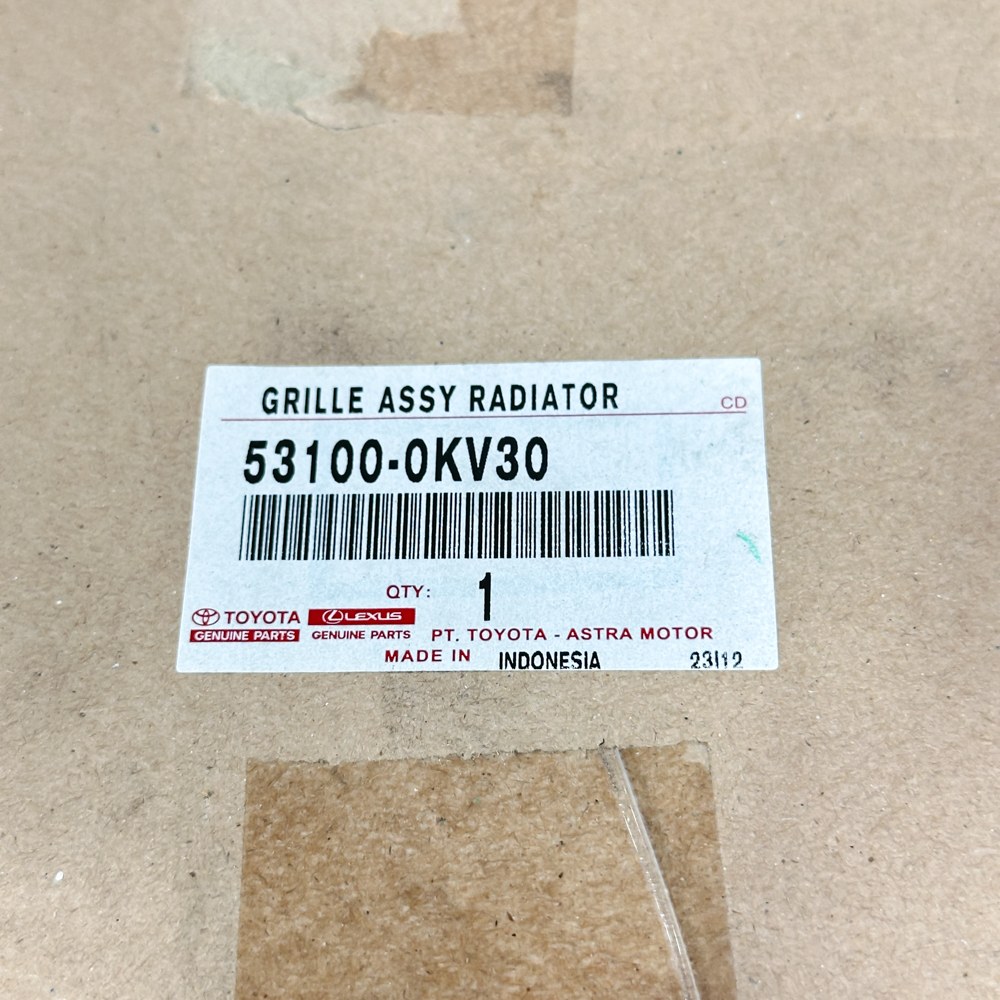 GRILLE ASSY RADIATOR
CD
53100-0KV30
QTY: 1
TOYOTA LEXUS
GENUINE PARTS GENUINE PARTS PT. TOYOTA - ASTRA MOTOR
MADE IN INDONESIA 23|12